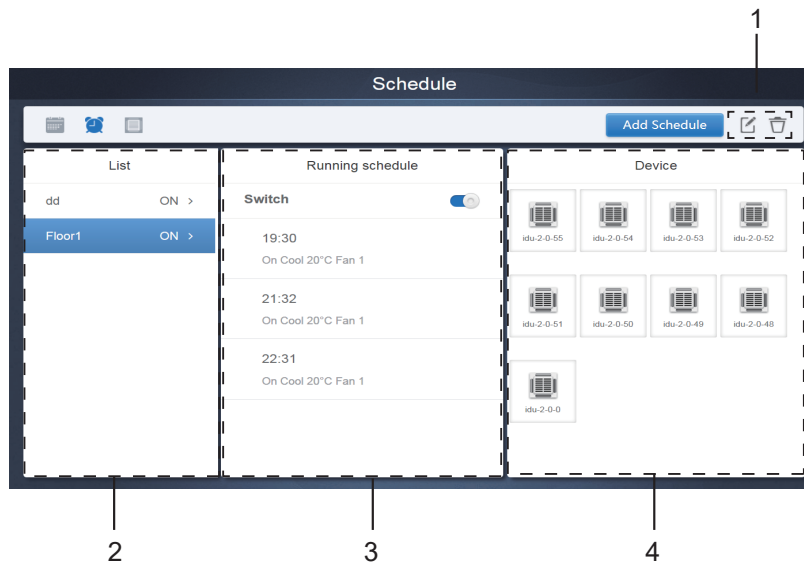 1
Schedule
Add Schedule
List
Running schedule
Device
dd ON >
Switch
Floor1 ON >
19:30
On Cool 20°C Fan 1
21:32
On Cool 20°C Fan 1
22:31
On Cool 20°C Fan 1
idu-2-0-55 idu-2-0-54 idu-2-0-53 idu-2-0-52
idu-2-0-51 idu-2-0-50 idu-2-0-49 idu-2-0-48
idu-2-0-0
2 3 4